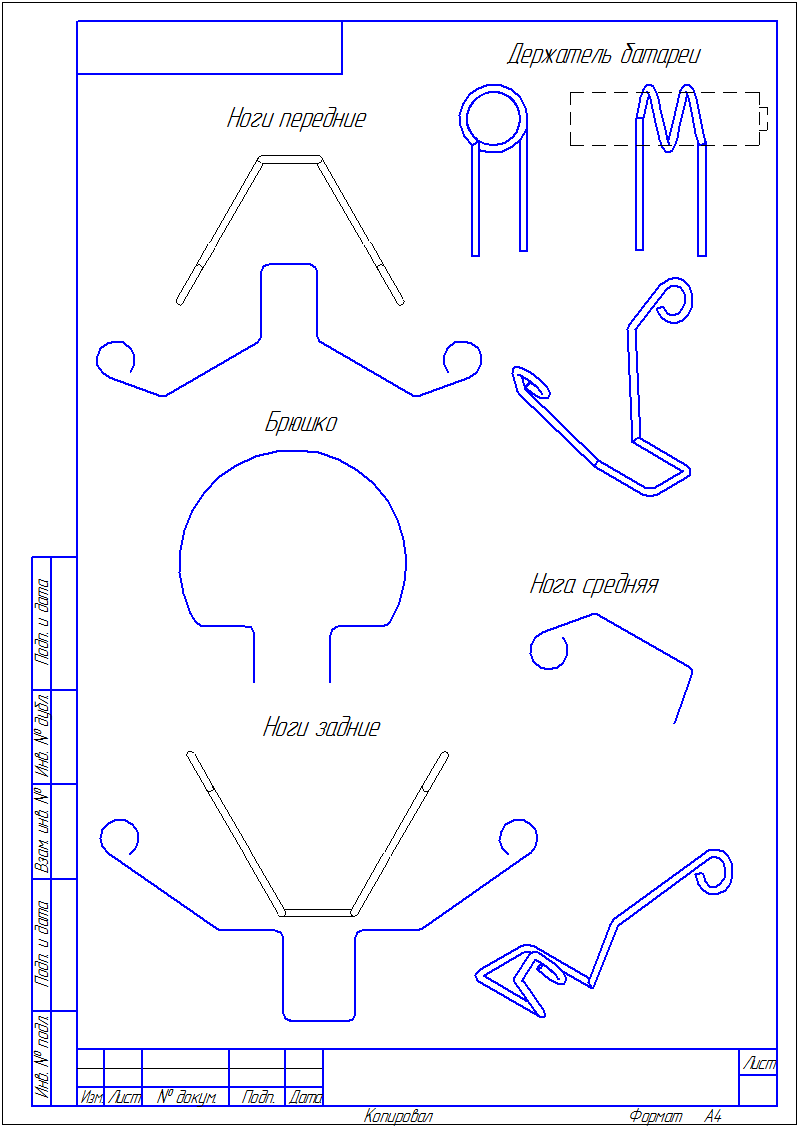 Держатель батареи
Ноги передние
Брюшко
Нога средняя
Ноги задние
Подп. и дата
Инв. № дубл.
Взам. инв. №
Подп. и дата
Инв. № подл.
Изм. Лист № докум. Подп. Дата
Лист
Копировал Формат А4